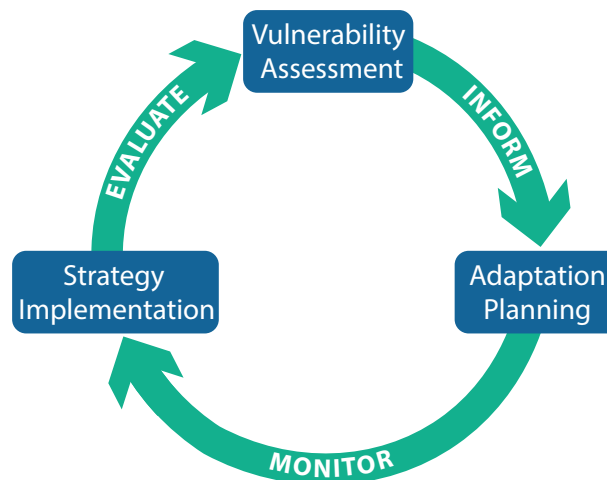 Vulnerability
Assessment
INFORM
Adaptation
Planning
MONITOR
Strategy
Implementation
EVALUATE